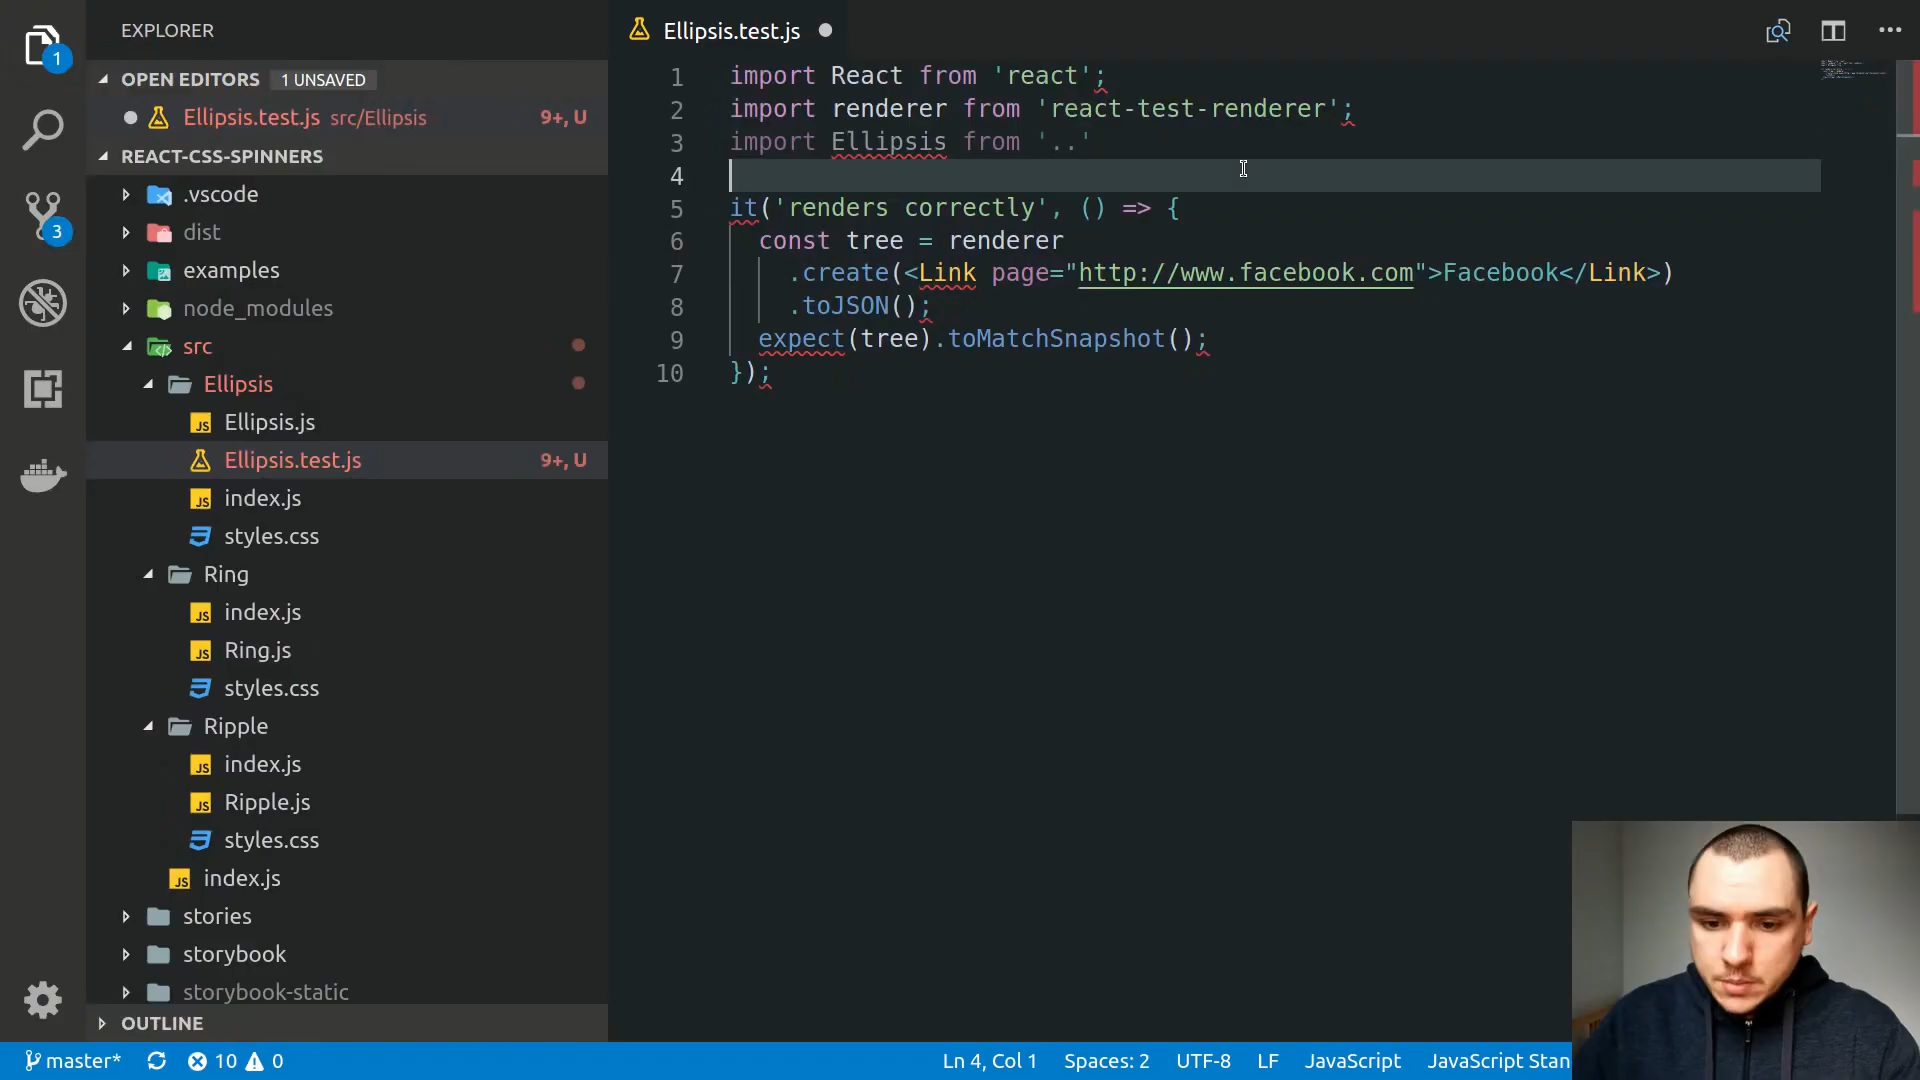 EXPLORER
OPEN EDITORS 1 UNSAVED
Ellipsis.test.js src/Ellipsis 9+, U
REACT-CSS-SPINNERS
.vscode
dist
examples
node_modules
src
Ellipsis
Ellipsis.js
Ellipsis.test.js 9+, U
index.js
styles.css
Ring
index.js
Ring.js
styles.css
Ripple
index.js
Ripple.js
styles.css
index.js
stories
storybook
storybook-static
OUTLINE
1
3
Ellipsis.test.js
1 import React from 'react';
2 import renderer from 'react-test-renderer';
3 import Ellipsis from '..'
4
5 it('renders correctly', () => {
6 const tree = renderer
7 .create(<Link page="http://www.facebook.com">Facebook</Link>)
8 .toJSON();
9 expect(tree).toMatchSnapshot();
10 });
master* 10 0 Ln 4, Col 1 Spaces: 2 UTF-8 LF JavaScript JavaScript Stan